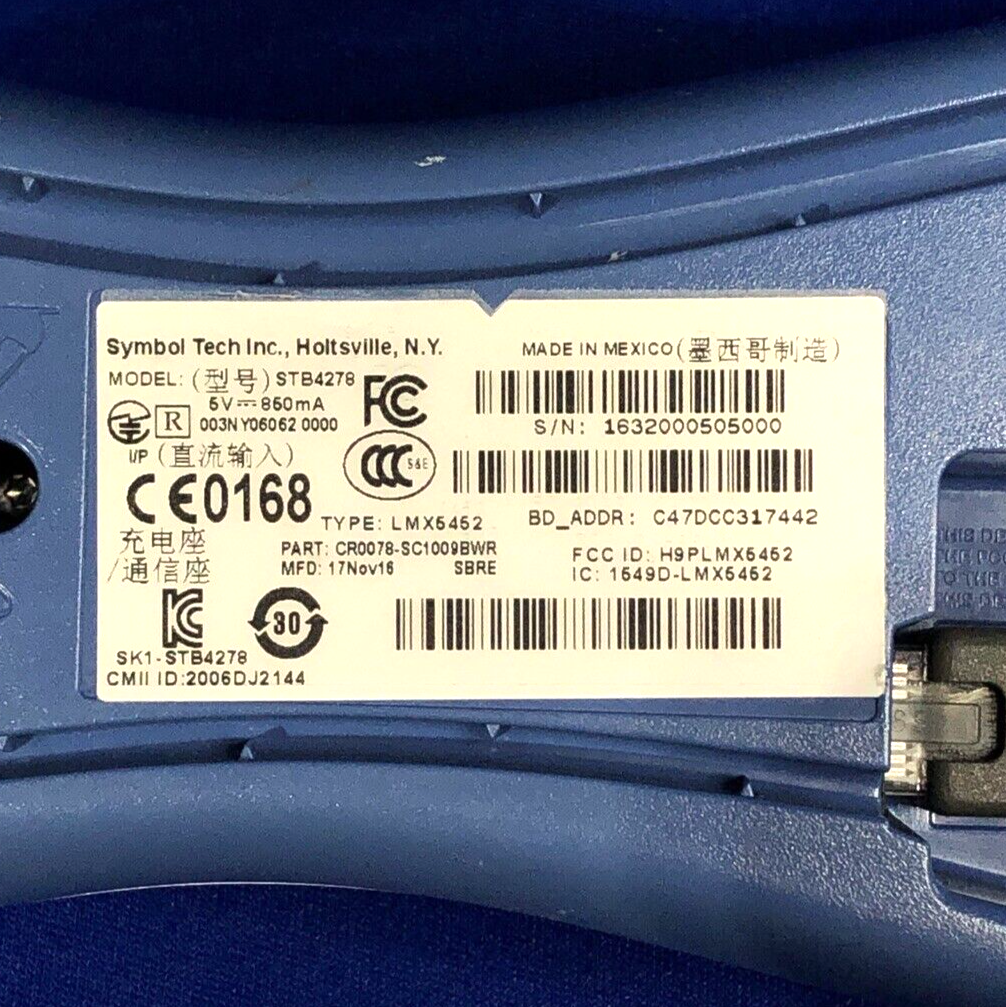 Symbol Tech Inc., Holtsville, N.Y.
MADE IN MEXICO(墨西哥制造)
MODEL: (型号) STB4278
FC
5V⎓850mA
R
003NY06062 0000
S/N: 1632000505000
I/P (直流输入)
CCC S&E
CE0168
TYPE: LMX5452
BD_ADDR: C47DCC317442
充电座
/通信座
PART: CR0078-SC1009BWR
MFD: 17Nov16 SBRE
FCC ID: H9PLMX5452
IC: 1549D-LMX5452
30
SK1-STB4278
CMII ID:2006DJ2144